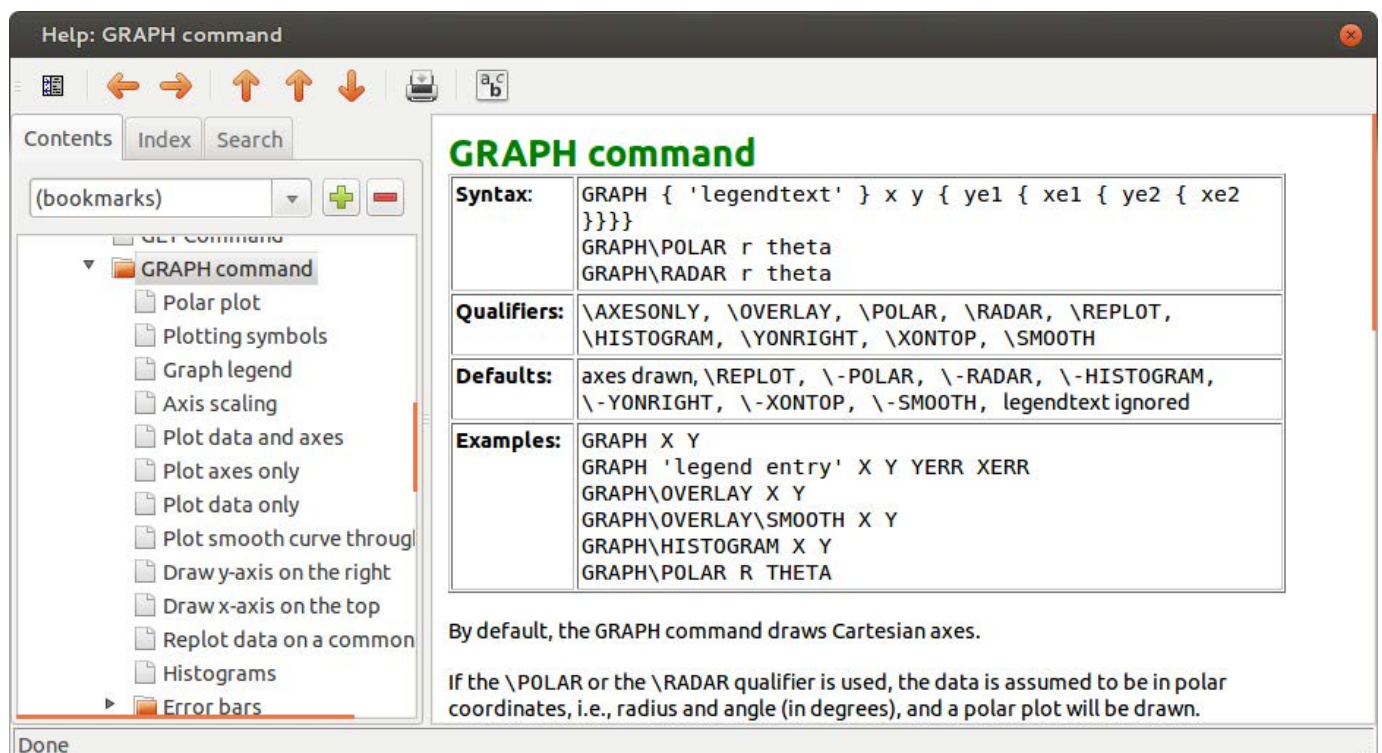 Help: GRAPH command
a c
b
Contents Index Search
(bookmarks)
GET Command
GRAPH command
Polar plot
Plotting symbols
Graph legend
Axis scaling
Plot data and axes
Plot axes only
Plot data only
Plot smooth curve through
Draw y-axis on the right
Draw x-axis on the top
Replot data on a common
Histograms
Error bars
GRAPH command
Syntax: GRAPH { 'legendtext' } x y { ye1 { xe1 { ye2 { xe2
}}}}
GRAPH\POLAR r theta
GRAPH\RADAR r theta
Qualifiers: \AXESONLY, \OVERLAY, \POLAR, \RADAR, \REPLOT,
\HISTOGRAM, \YONRIGHT, \XONTOP, \SMOOTH
Defaults: axes drawn, \REPLOT, \-POLAR, \-RADAR, \-HISTOGRAM,
\-YONRIGHT, \-XONTOP, \-SMOOTH, legendtext ignored
Examples: GRAPH X Y
GRAPH 'legend entry' X Y YERR XERR
GRAPH\OVERLAY X Y
GRAPH\OVERLAY\SMOOTH X Y
GRAPH\HISTOGRAM X Y
GRAPH\POLAR R THETA
By default, the GRAPH command draws Cartesian axes.
If the \POLAR or the \RADAR qualifier is used, the data is assumed to be in polar
coordinates, i.e., radius and angle (in degrees), and a polar plot will be drawn.
Done